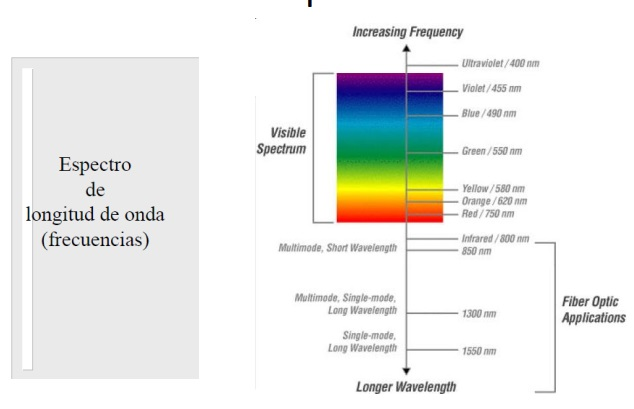 Espectro
de
longitud de onda
(frecuencias)
Increasing Frequency
Ultraviolet / 400 nm
Violet / 455 nm
Blue / 490 nm
Visible
Spectrum
Green / 550 nm
Yellow / 580 nm
Orange / 620 nm
Red / 750 nm
Infrared / 800 nm
Multimode, Short Wavelength
850 nm
Multimode, Single-mode,
Long Wavelength
1300 nm
Fiber Optic
Applications
Single-mode,
Long Wavelength
1550 nm
Longer Wavelength